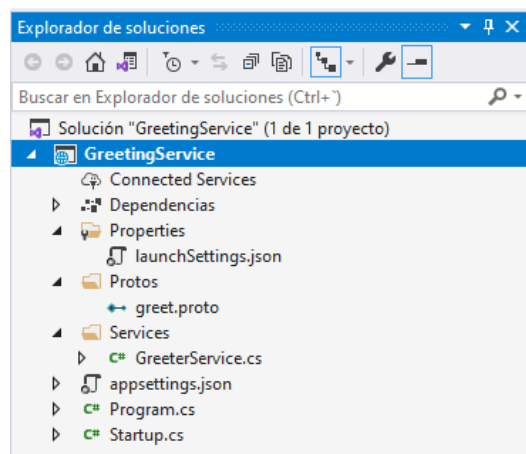 Explorador de soluciones
Buscar en Explorador de soluciones (Ctrl+`)
Solución "GreetingService" (1 de 1 proyecto)
GreetingService
Connected Services
Dependencias
Properties
launchSettings.json
Protos
greet.proto
Services
C# GreeterService.cs
appsettings.json
C# Program.cs
C# Startup.cs